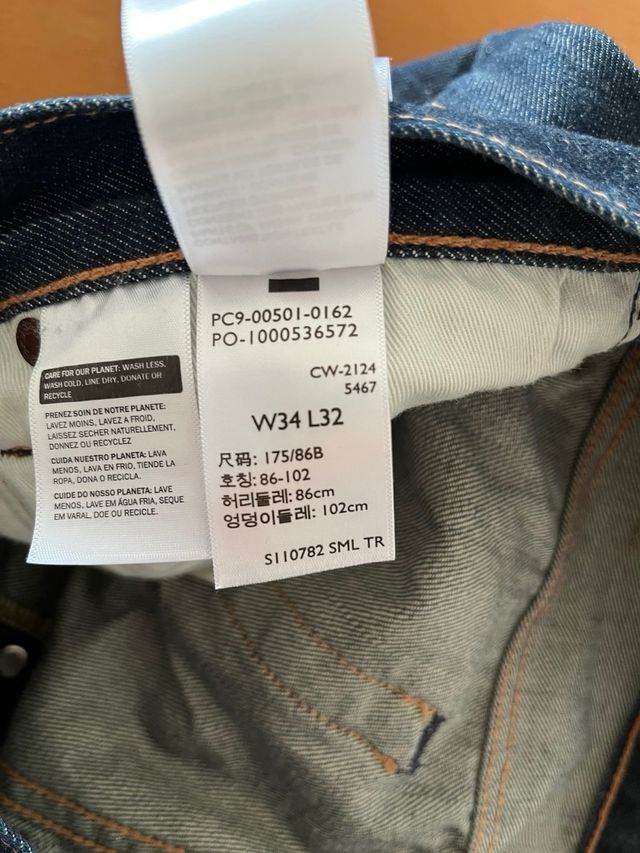 CARE FOR OUR PLANET: WASH LESS,
WASH COLD, LINE DRY, DONATE OR
RECYCLE
PRENEZ SOIN DE NOTRE PLANETE:
LAVEZ MOINS, LAVEZ A FROID,
LAISSEZ SECHER NATURELLEMENT,
DONNEZ OU RECYCLEZ
CUIDA NUESTRO PLANETA: LAVA
MENOS, LAVA EN FRIO, TIENDE LA
ROPA, DONA O RECICLA.
CUIDE DO NOSSO PLANETA: LAVE
MENOS, LAVE EM ÁGUA FRIA, SEQUE
EM VARAL, DOE OU RECICLE.
PC9-00501-0162
PO-1000536572
CW-2124
5467
W34 L32
尺码: 175/86B
호칭: 86-102
허리둘레: 86cm
엉덩이둘레: 102cm
S110782 SML TR